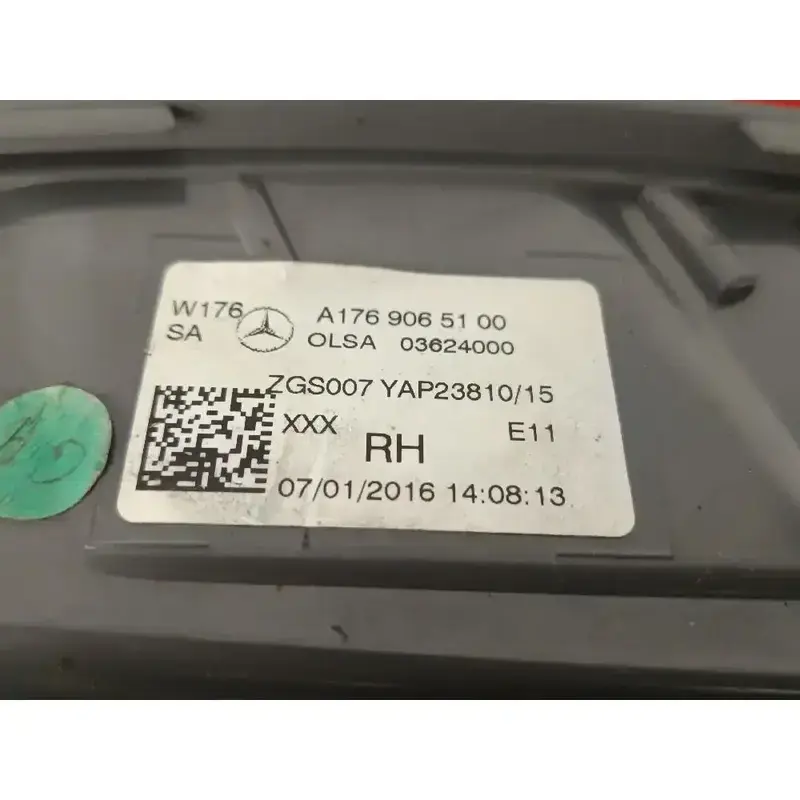 W176 A176 906 51 00
SA OLSA 03624000
ZGS007 YAP23810/15
XXX RH E11
07/01/2016 14:08:13